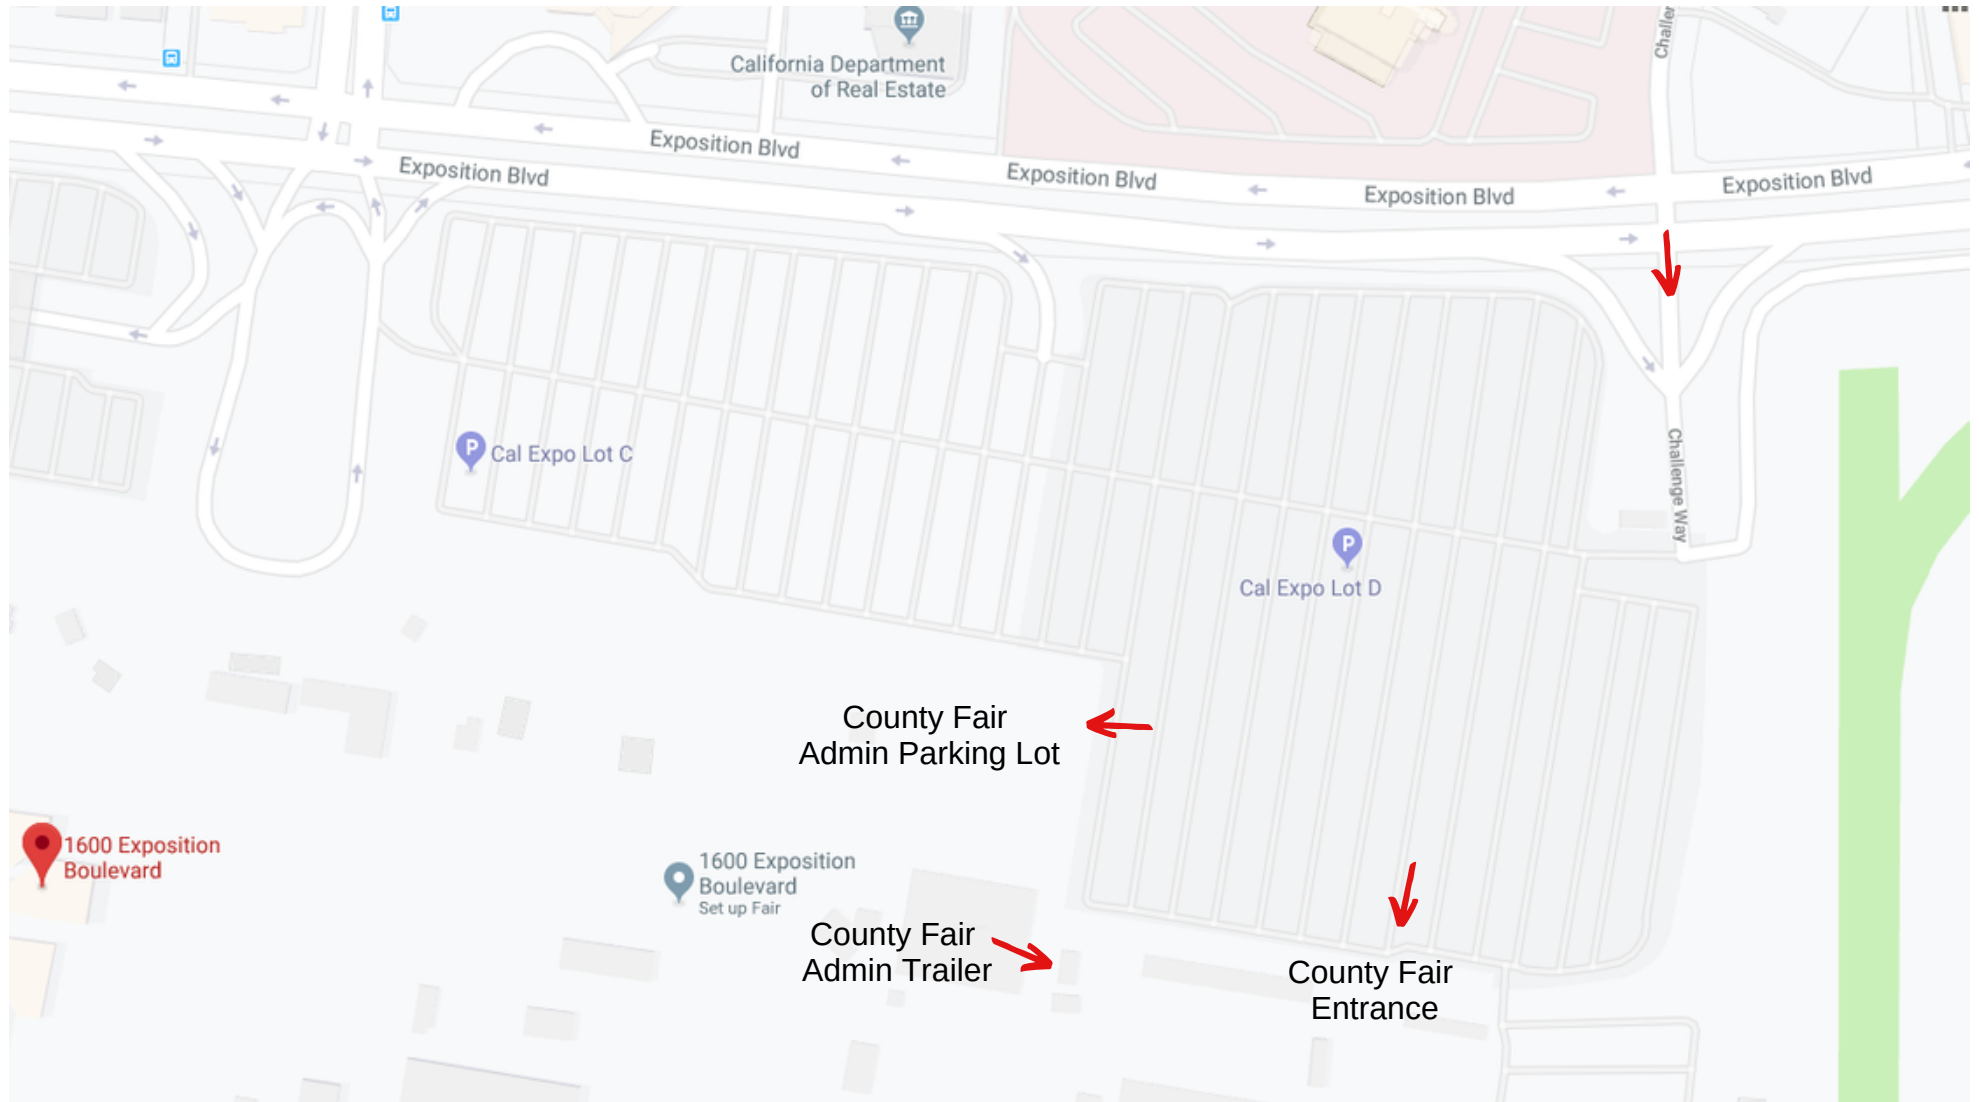 Challer
California Department
of Real Estate
Exposition Blvd
Exposition Blvd
Exposition Blvd
Exposition Blvd
Exposition Blvd
Challenge Way
P
Cal Expo Lot C
P
Cal Expo Lot D
County Fair
Admin Parking Lot
1600 Exposition
Boulevard
1600 Exposition
Boulevard
Set up Fair
County Fair
Admin Trailer
County Fair
Entrance